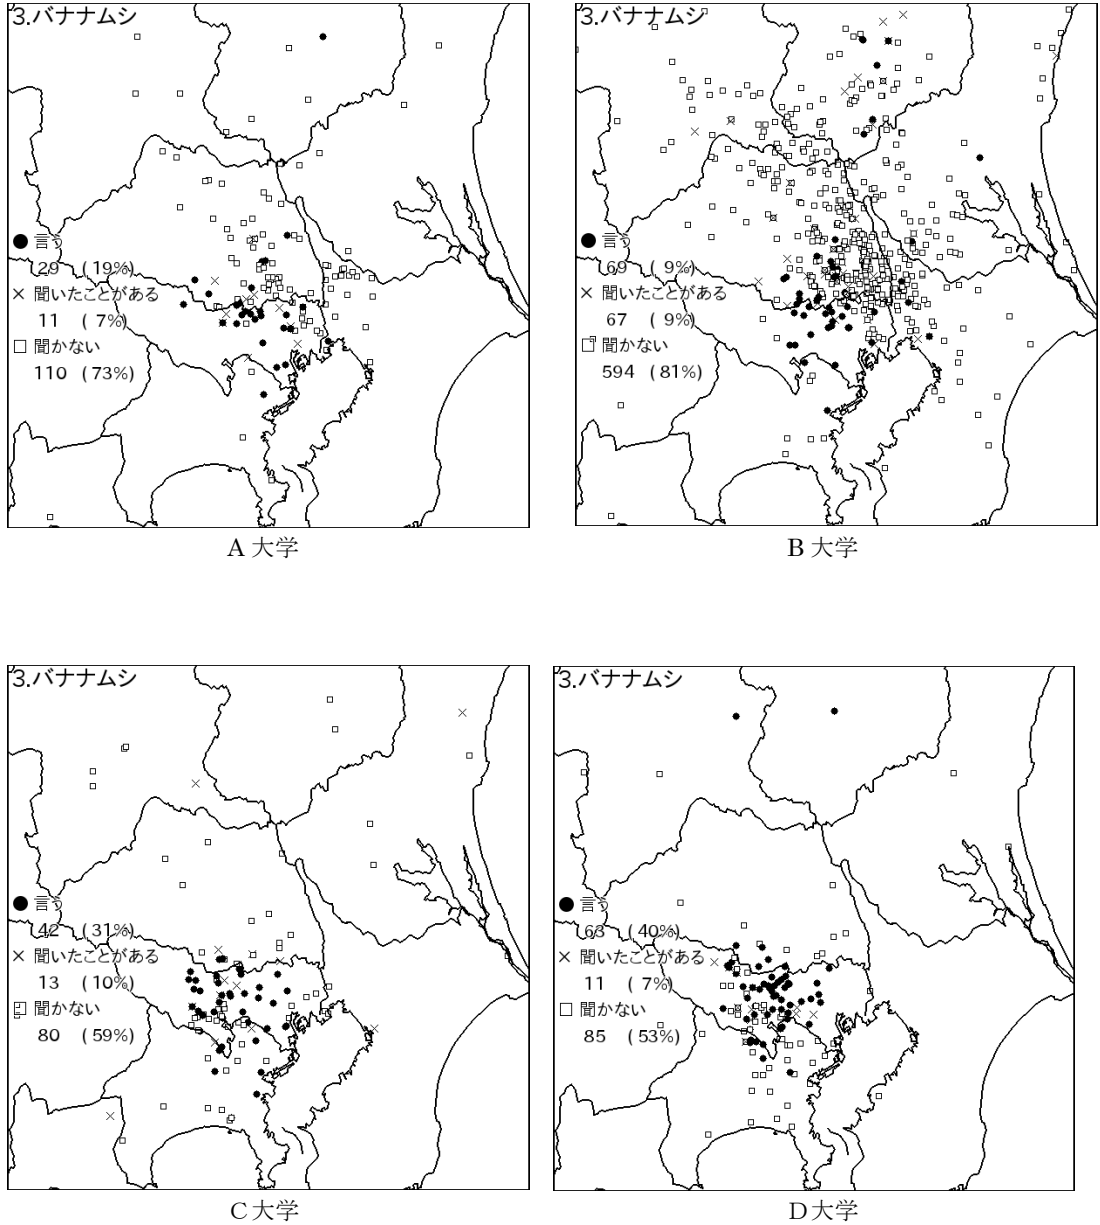 3.バナナムシ
● 言う
29 ( 19%)
× 聞いたことがある
11 ( 7%)
□ 聞かない
110 ( 73%)
A 大学
3.バナナムシ
● 言う
69 ( 9%)
× 聞いたことがある
67 ( 9%)
□ 聞かない
594 ( 81%)
B 大学
3.バナナムシ
● 言う
42 ( 31%)
× 聞いたことがある
13 ( 10%)
□ 聞かない
80 ( 59%)
C 大学
3.バナナムシ
● 言う
63 ( 40%)
× 聞いたことがある
11 ( 7%)
□ 聞かない
85 ( 53%)
D 大学